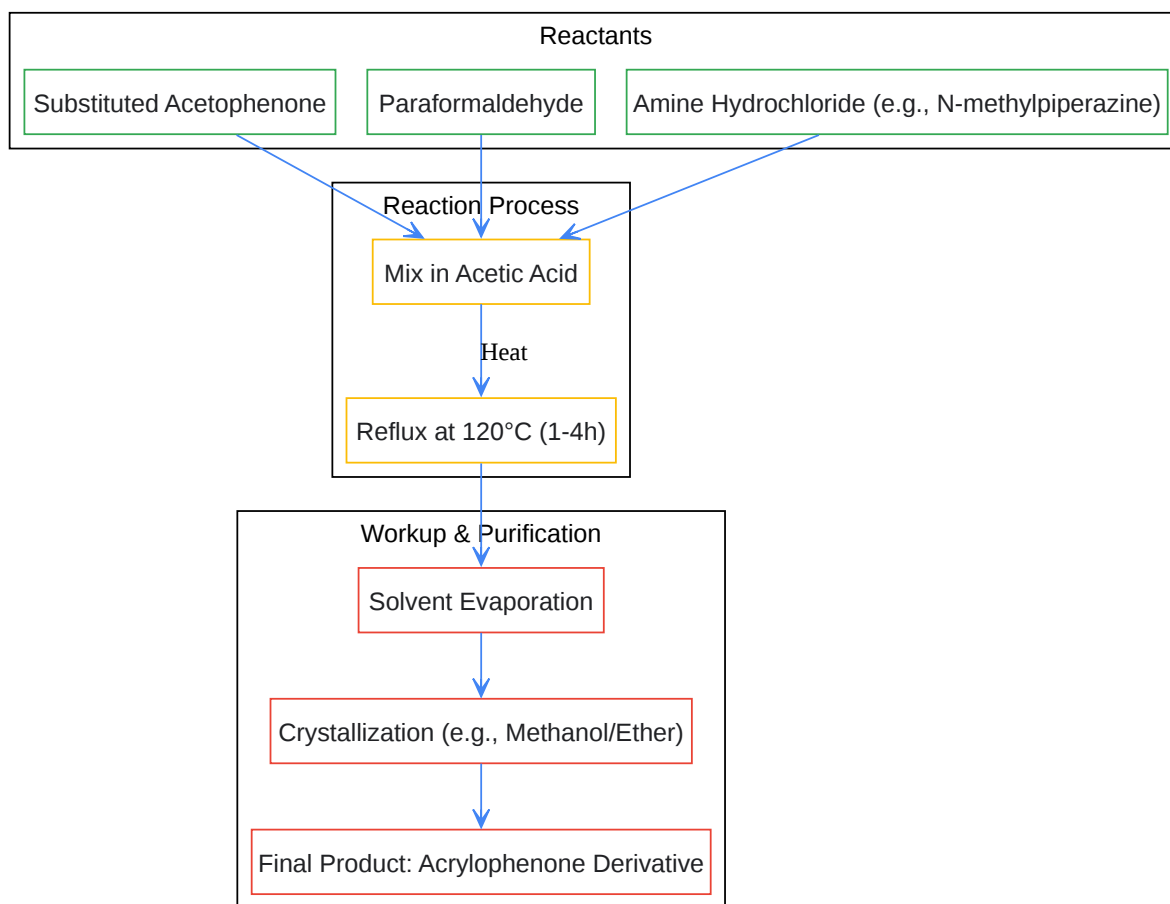 Reactants
Substituted Acetophenone
Paraformaldehyde
Amine Hydrochloride (e.g., N-methylpiperazine)
Reaction Process
Mix in Acetic Acid
Heat
Reflux at 120°C (1-4h)
Workup & Purification
Solvent Evaporation
Crystallization (e.g., Methanol/Ether)
Final Product: Acrylophenone Derivative